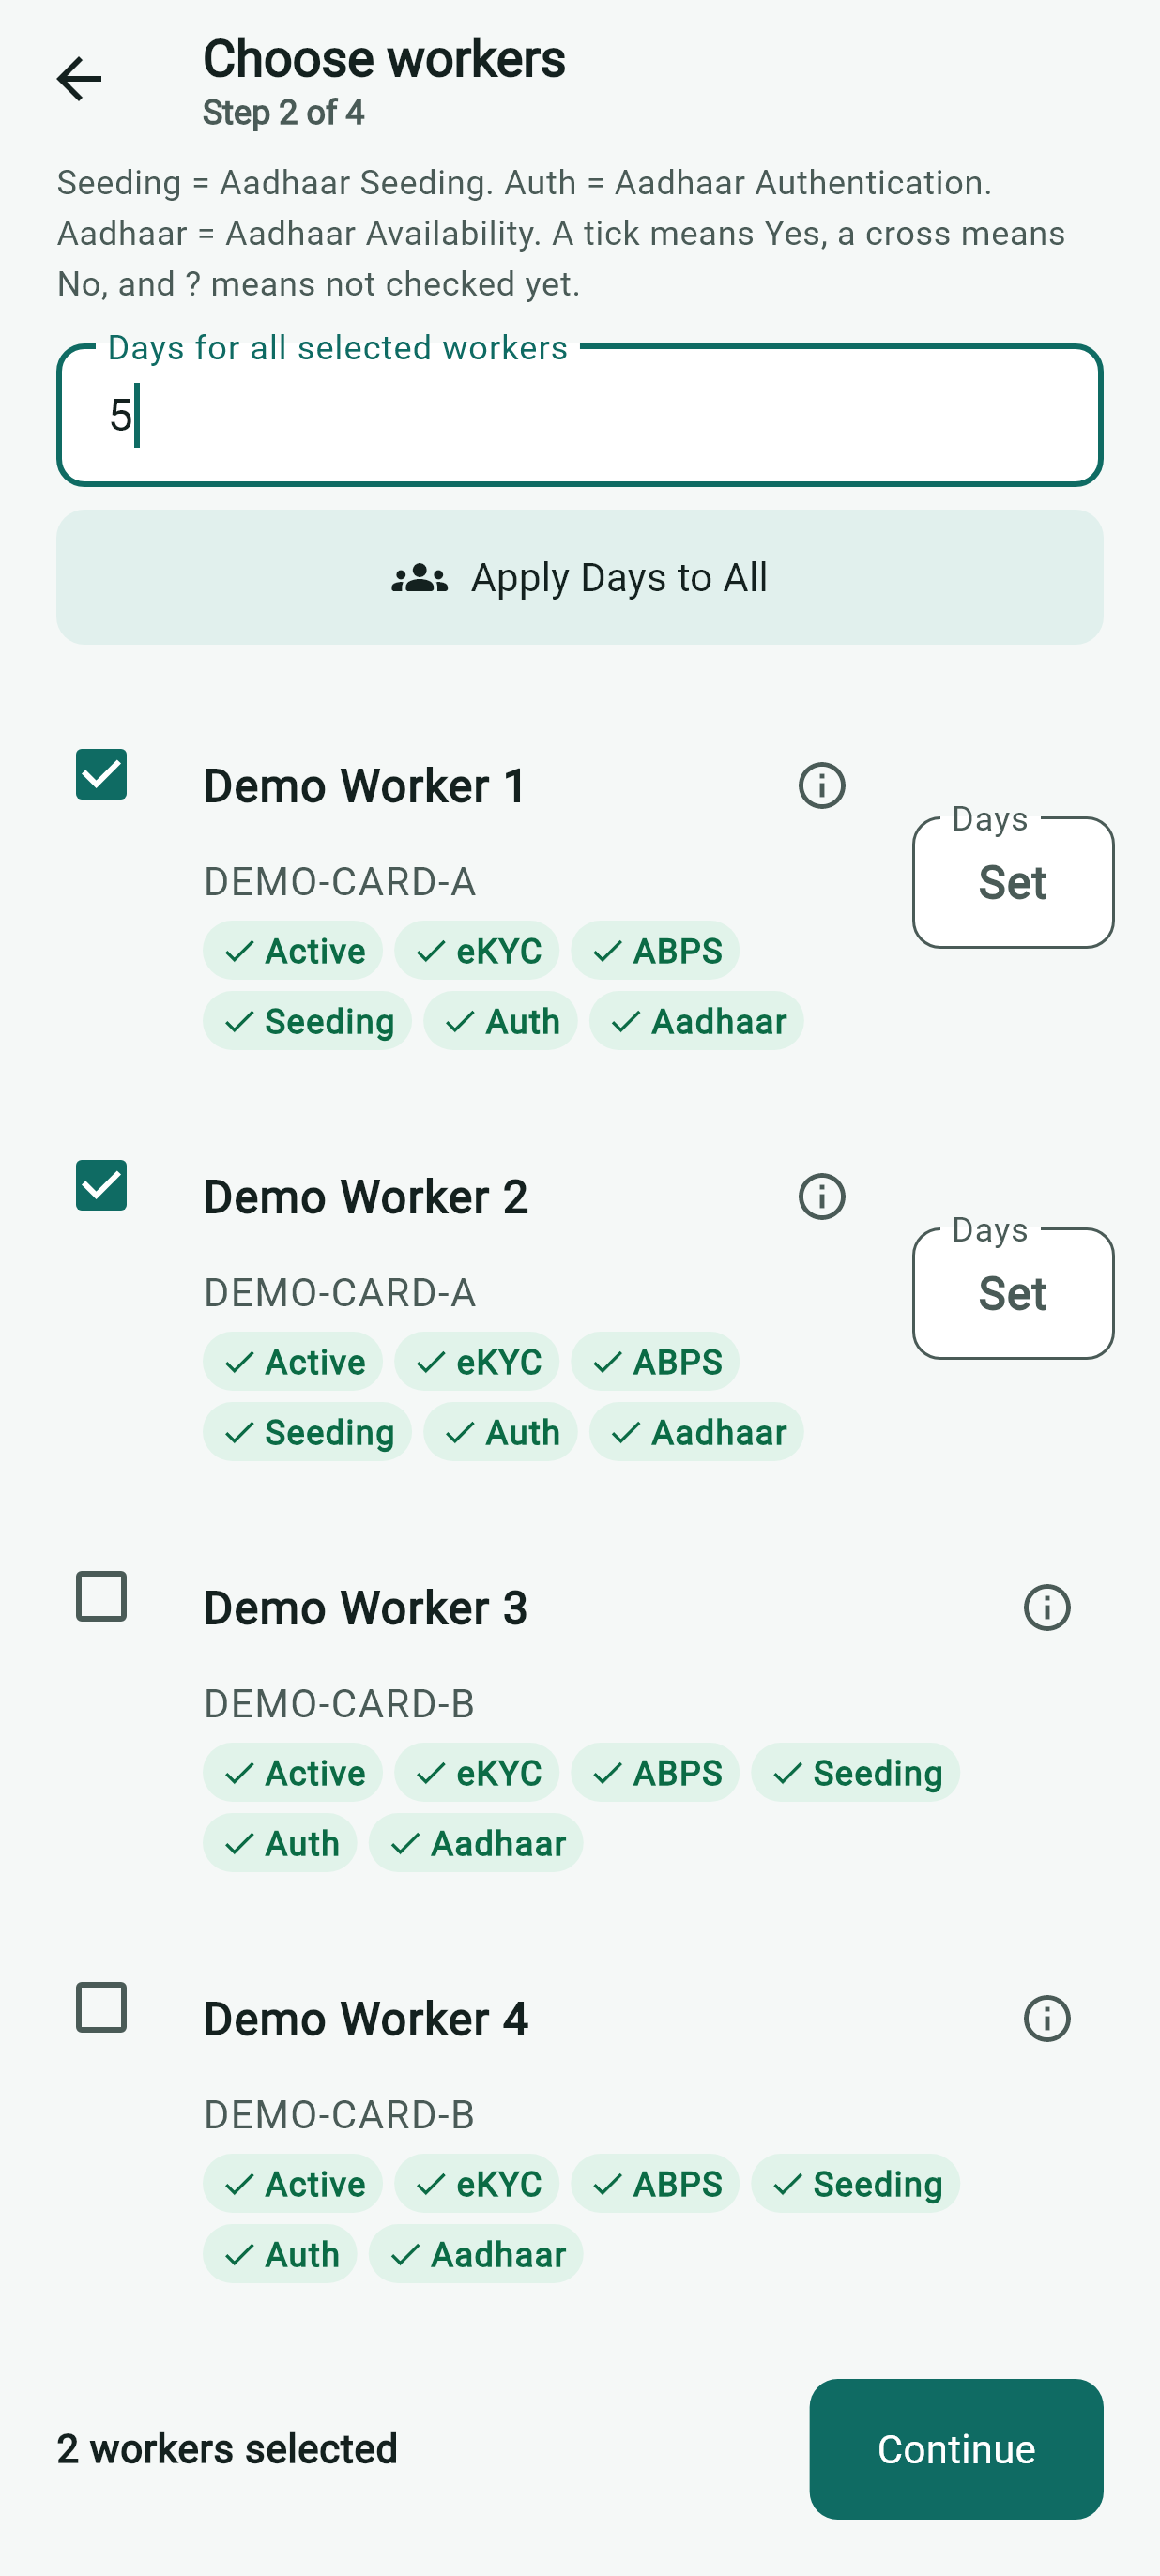 Choose workers
Step 2 of 4
Seeding = Aadhaar Seeding. Auth = Aadhaar Authentication.
Aadhaar = Aadhaar Availability. A tick means Yes, a cross means
No, and ? means not checked yet.
Days for all selected workers
5
Apply Days to All
Demo Worker 1
Days
Set
DEMO-CARD-A
Active eKYC ABPS
Seeding Auth Aadhaar
Demo Worker 2
Days
Set
DEMO-CARD-A
Active eKYC ABPS
Seeding Auth Aadhaar
Demo Worker 3
DEMO-CARD-B
Active eKYC ABPS Seeding
Auth Aadhaar
Demo Worker 4
DEMO-CARD-B
Active eKYC ABPS Seeding
Auth Aadhaar
2 workers selected
Continue